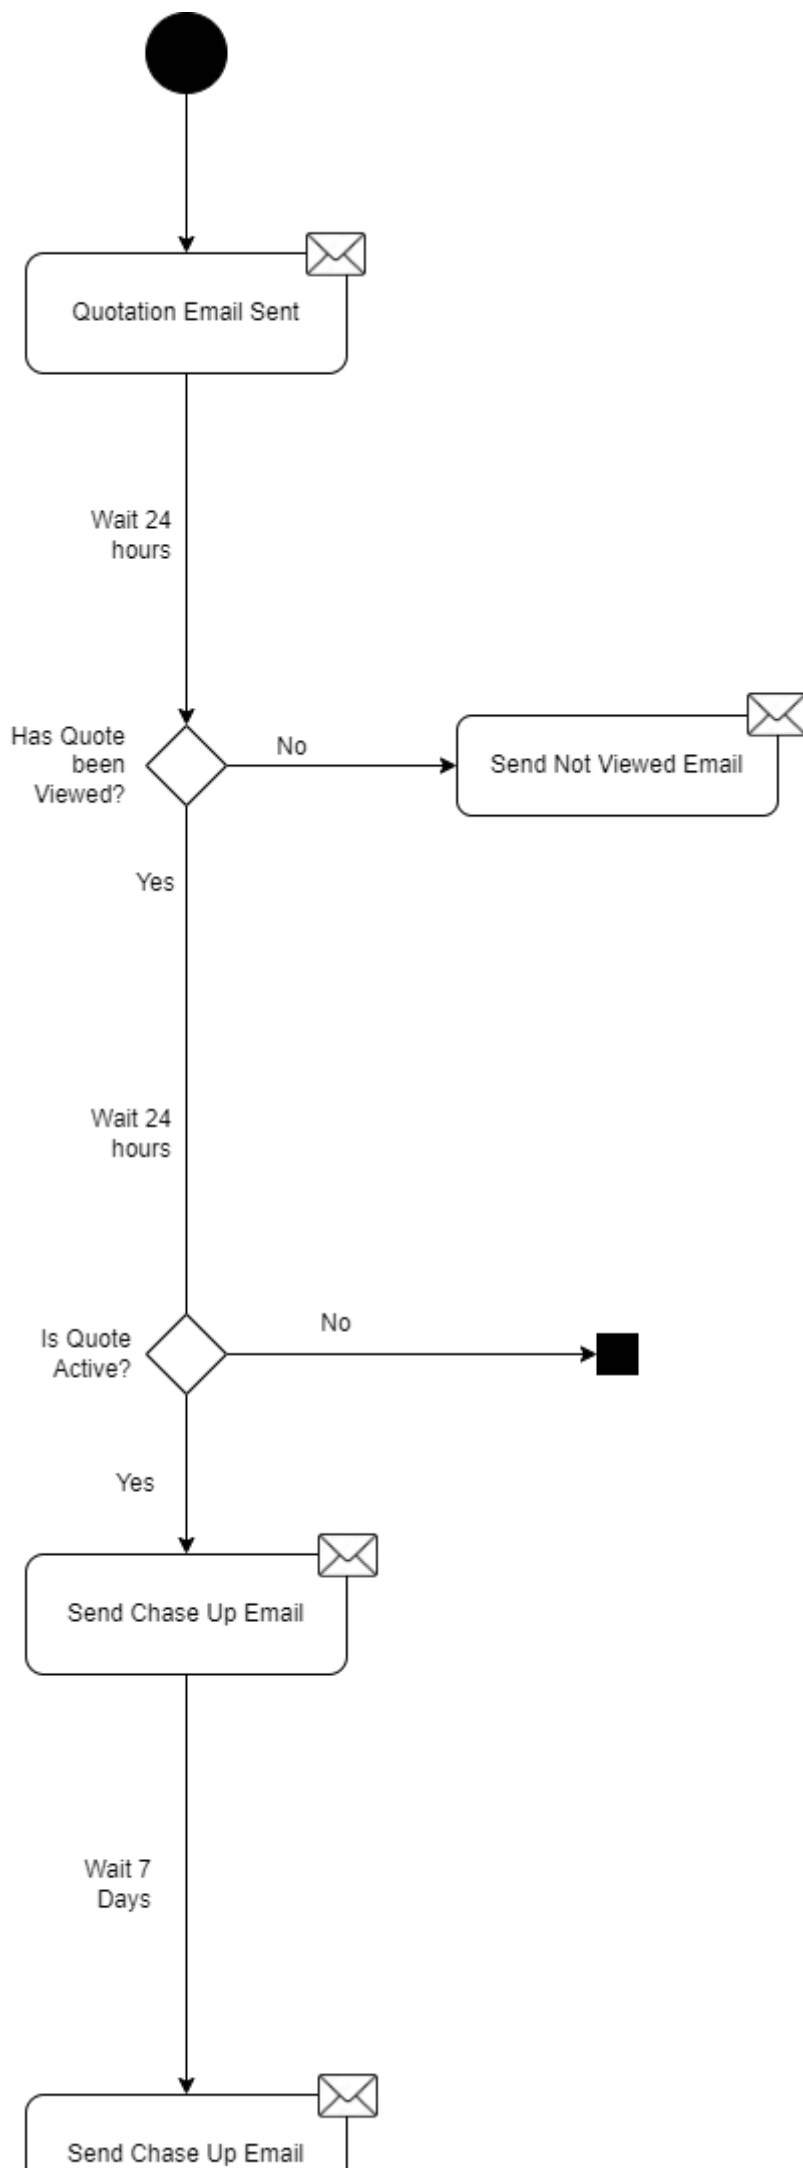 Quotation Email Sent
Wait 24
hours
Has Quote
been
Viewed?
No
Send Not Viewed Email
Yes
Wait 24
hours
Is Quote
Active?
No
Yes
Send Chase Up Email
Wait 7
Days
Send Chase Up Email